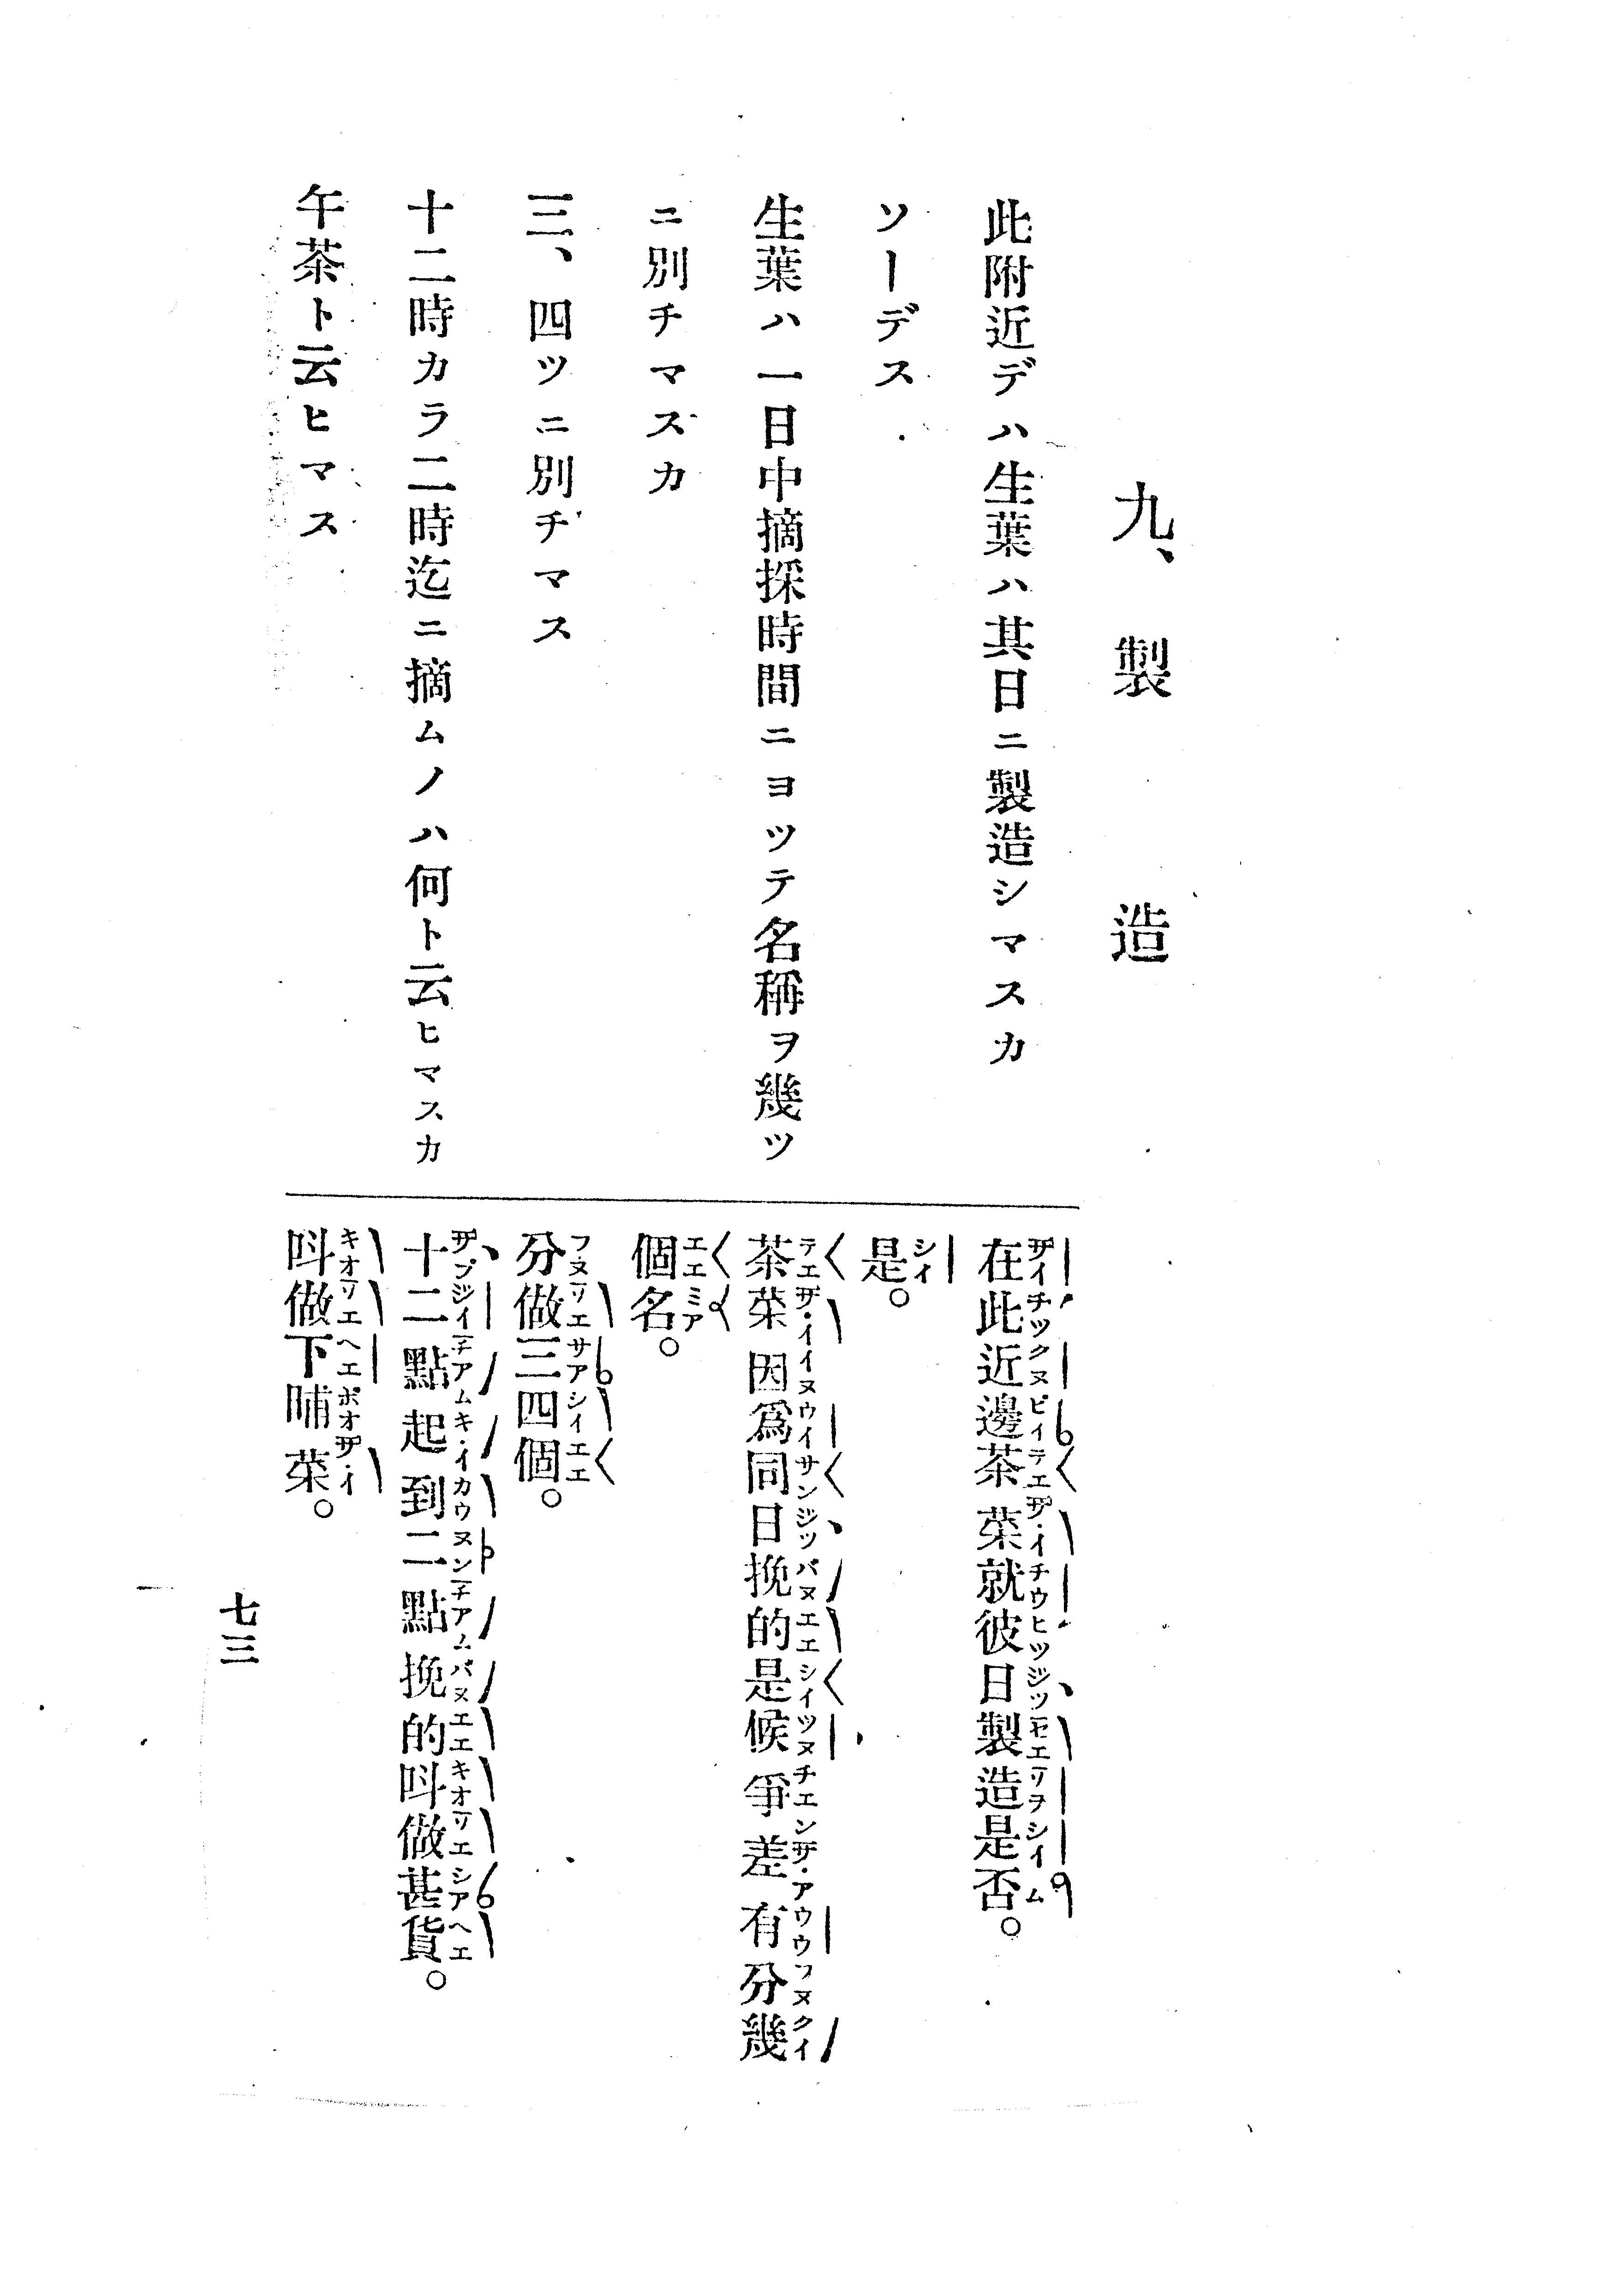 九、製造
此附近デハ生葉ハ其日ニ製造シマスカ
ソーデス
生葉ハ一日中摘採時間ニヨツテ名稱ヲ幾ツ
ニ別チマスカ
三、四ツニ別チマス
十二時カラ二時迄ニ摘ムノハ何ト云ヒマスカ
午茶ト云ヒマス
在此近邊茶菜就彼日製造是否。
是。
茶菜因爲同日挽的是候爭差有分幾
個名。
分做三四個。
十二點起到二點挽的呌做甚貨。
呌做下晡菜。
七三